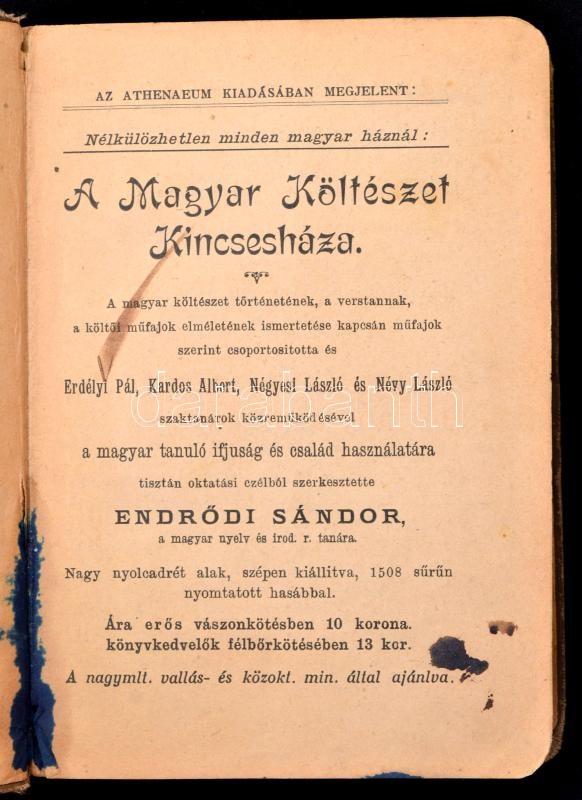 AZ ATHENAEUM KIADÁSÁBAN MEGJELENT:
Nélkülözhetlen minden magyar háznál:
A Magyar Költészet
Kincsesháza.
A magyar költészet történetének, a verstannak,
a költői műfajok elméletének ismertetése kapcsán műfajok
szerint csoportositotta és
Erdélyi Pál, Kardos Albert, Négyesi László és Névy László
szaktanárok közreműködésével
a magyar tanuló ifjuság és család használatára
tisztán oktatási czélból szerkesztette
ENDRŐDI SÁNDOR,
a magyar nyelv és irod. r. tanára.
Nagy nyolcadrét alak, szépen kiállitva, 1508 sűrűn
nyomtatott hasábbal.
Ára erős vászonkötésben 10 korona.
könyvkedvelők félbőrkötésében 13 kor.
A nagymlt. vallás- és közokt. min. által ajánlva.
darabanth